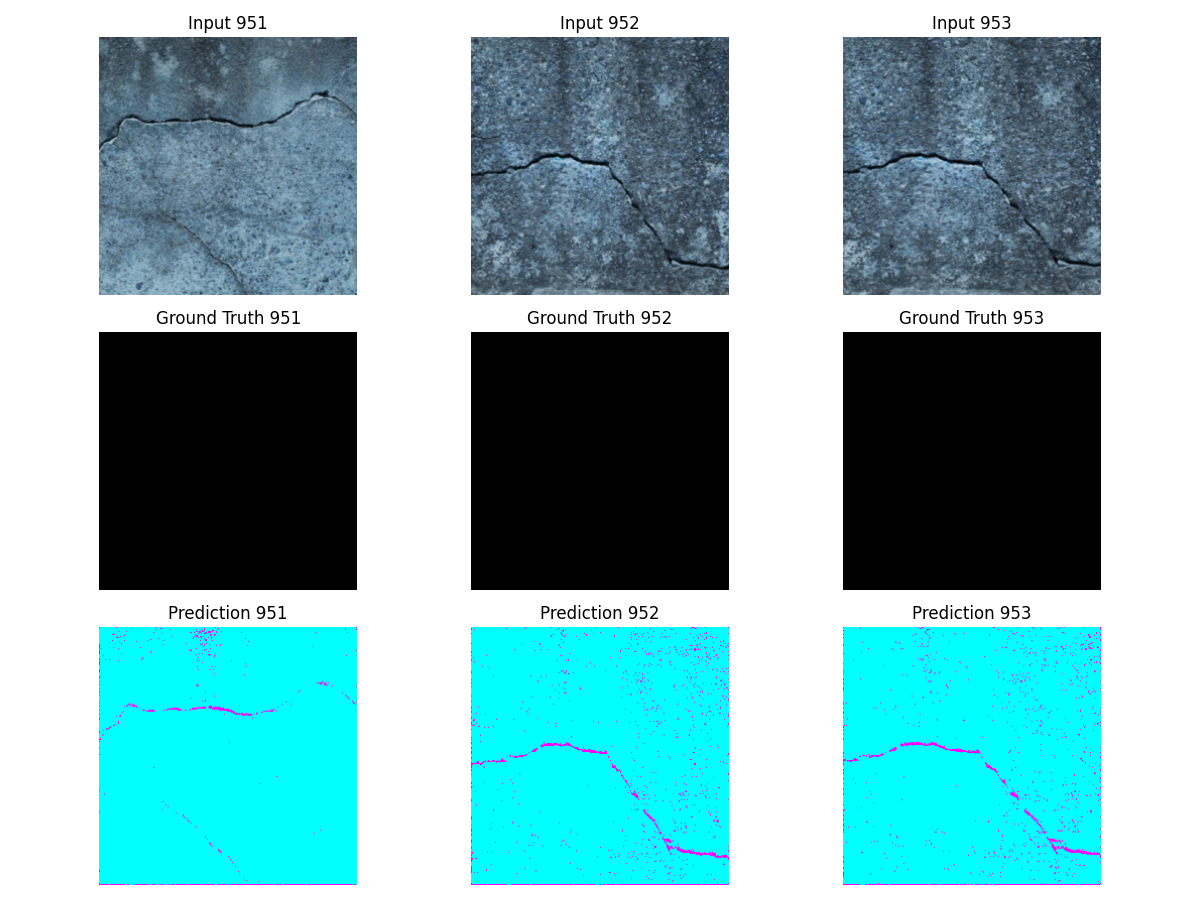 Input 951
Input 952
Input 953
Ground Truth 951
Ground Truth 952
Ground Truth 953
Prediction 951
Prediction 952
Prediction 953